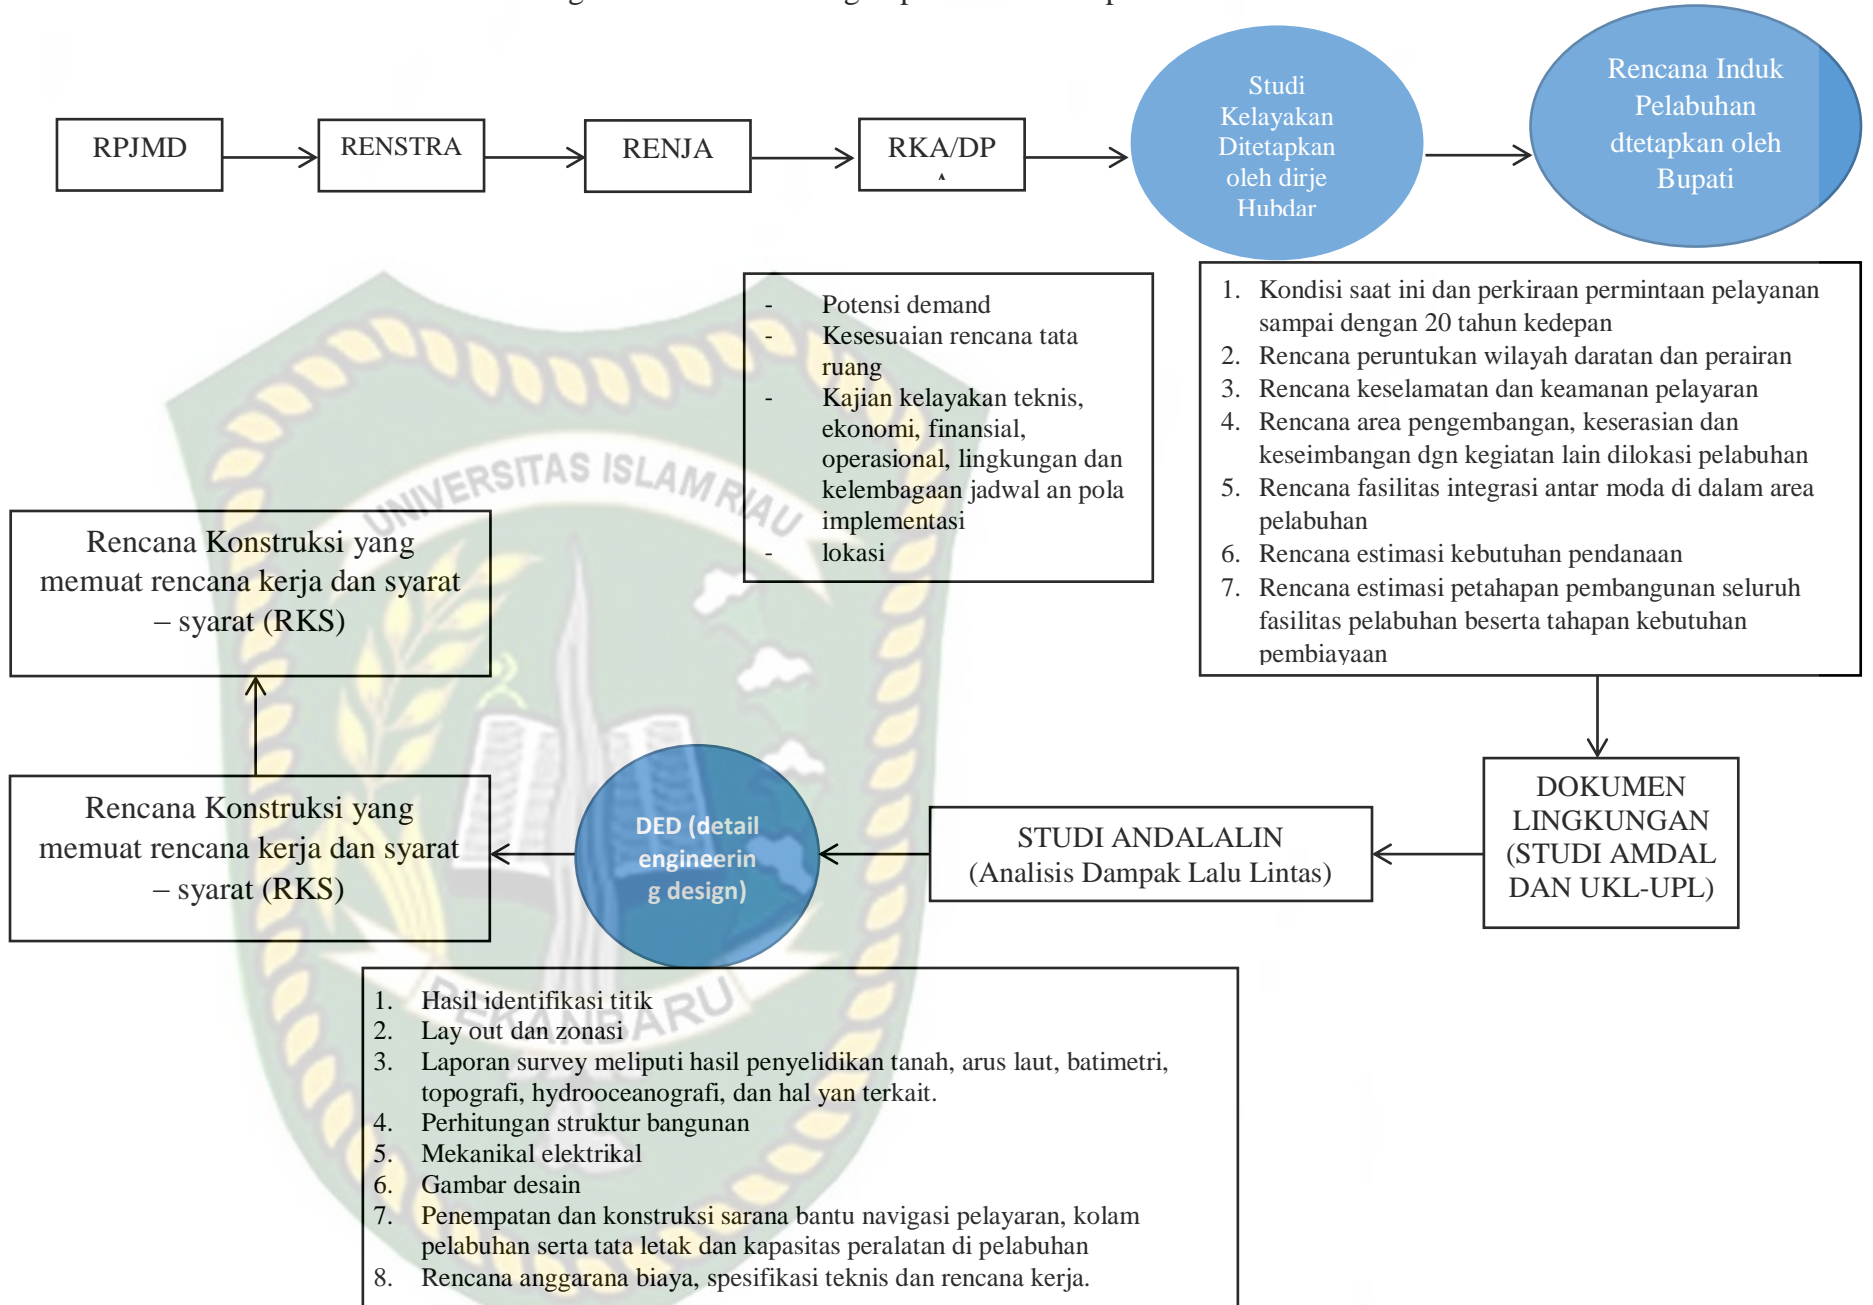 RPJMD
RENSTRA
RENJA
RKA/DP
Studi
Kelayakan
Ditetapkan
oleh dirje
Hubdar
Rencana Induk
Pelabuhan
dtetapkan oleh
Bupati
- Potensi demand
- Kesesuaian rencana tata
ruang
- Kajian kelayakan teknis,
ekonomi, finansial,
operasional, lingkungan dan
kelembagaan jadwal an pola
implementasi
- lokasi
1. Kondisi saat ini dan perkiraan permintaan pelayanan
sampai dengan 20 tahun kedepan
2. Rencana peruntukan wilayah daratan dan perairan
3. Rencana keselamatan dan keamanan pelayaran
4. Rencana area pengembangan, keserasian dan
keseimbangan dgn kegiatan lain dilokasi pelabuhan
5. Rencana fasilitas integrasi antar moda di dalam area
pelabuhan
6. Rencana estimasi kebutuhan pendanaan
7. Rencana estimasi petahapan pembangunan seluruh
fasilitas pelabuhan beserta tahapan kebutuhan
pembiayaan
UNIVERSITAS ISLAM RIAU
Rencana Konstruksi yang
memuat rencana kerja dan syarat
– syarat (RKS)
Rencana Konstruksi yang
memuat rencana kerja dan syarat
– syarat (RKS)
DED (detail
engineerin
g design)
STUDI ANDALALIN
(Analisis Dampak Lalu Lintas)
DOKUMEN
LINGKUNGAN
(STUDI AMDAL
DAN UKL-UPL)
PEKANBARU
1. Hasil identifikasi titik
2. Lay out dan zonasi
3. Laporan survey meliputi hasil penyelidikan tanah, arus laut, batimetri,
topografi, hydrooceanografi, dan hal yan terkait.
4. Perhitungan struktur bangunan
5. Mekanikal elektrikal
6. Gambar desain
7. Penempatan dan konstruksi sarana bantu navigasi pelayaran, kolam
pelabuhan serta tata letak dan kapasitas peralatan di pelabuhan
8. Rencana anggarana biaya, spesifikasi teknis dan rencana kerja.